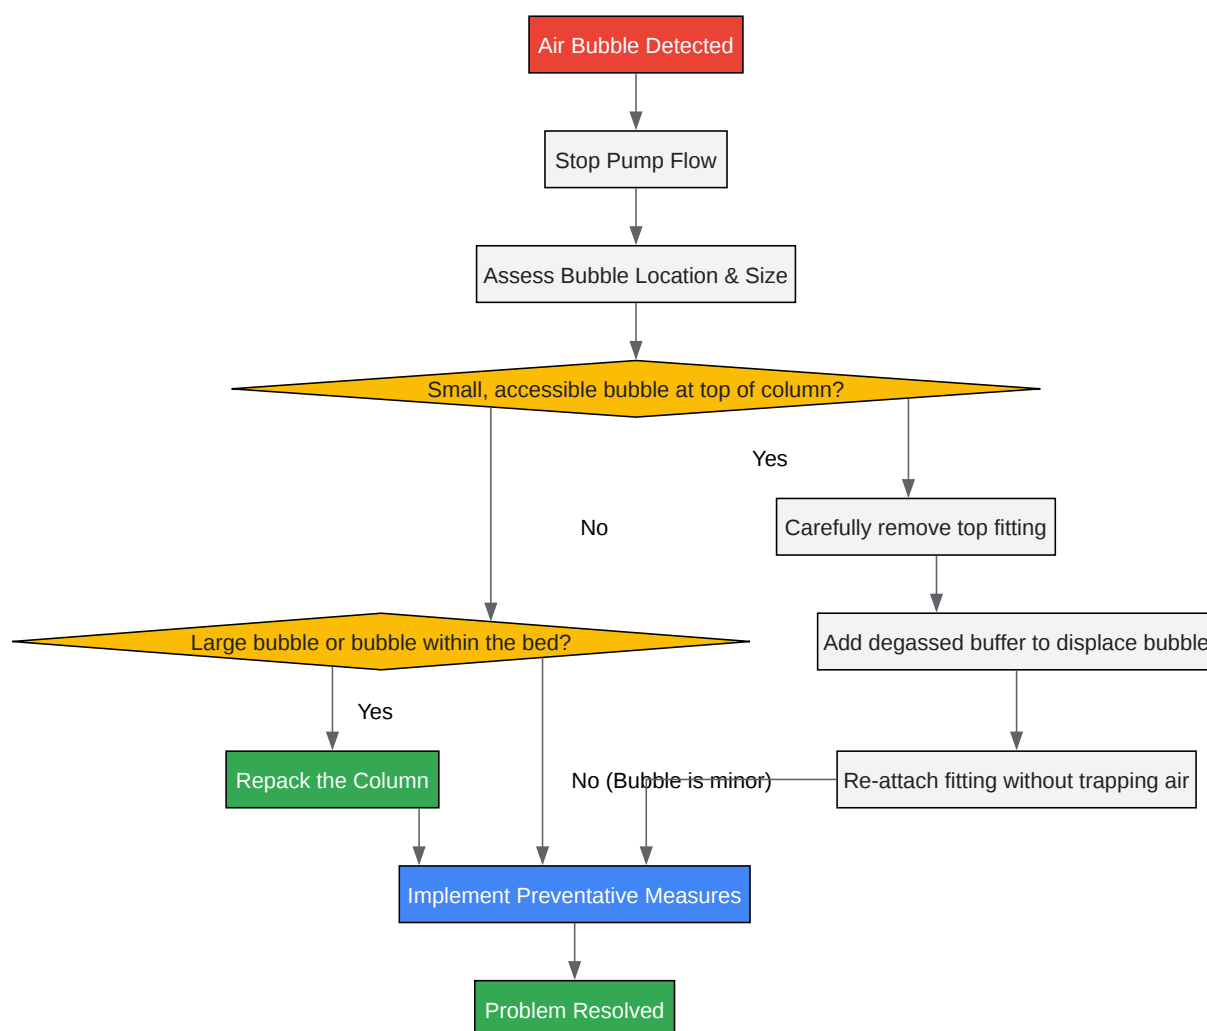 Air Bubble Detected
Stop Pump Flow
Assess Bubble Location & Size
Small, accessible bubble at top of column?
Yes
No
Carefully remove top fitting
Large bubble or bubble within the bed?
Add degassed buffer to displace bubble
Yes
Repack the Column
No (Bubble is minor)
Re-attach fitting without trapping air
Implement Preventative Measures
Problem Resolved